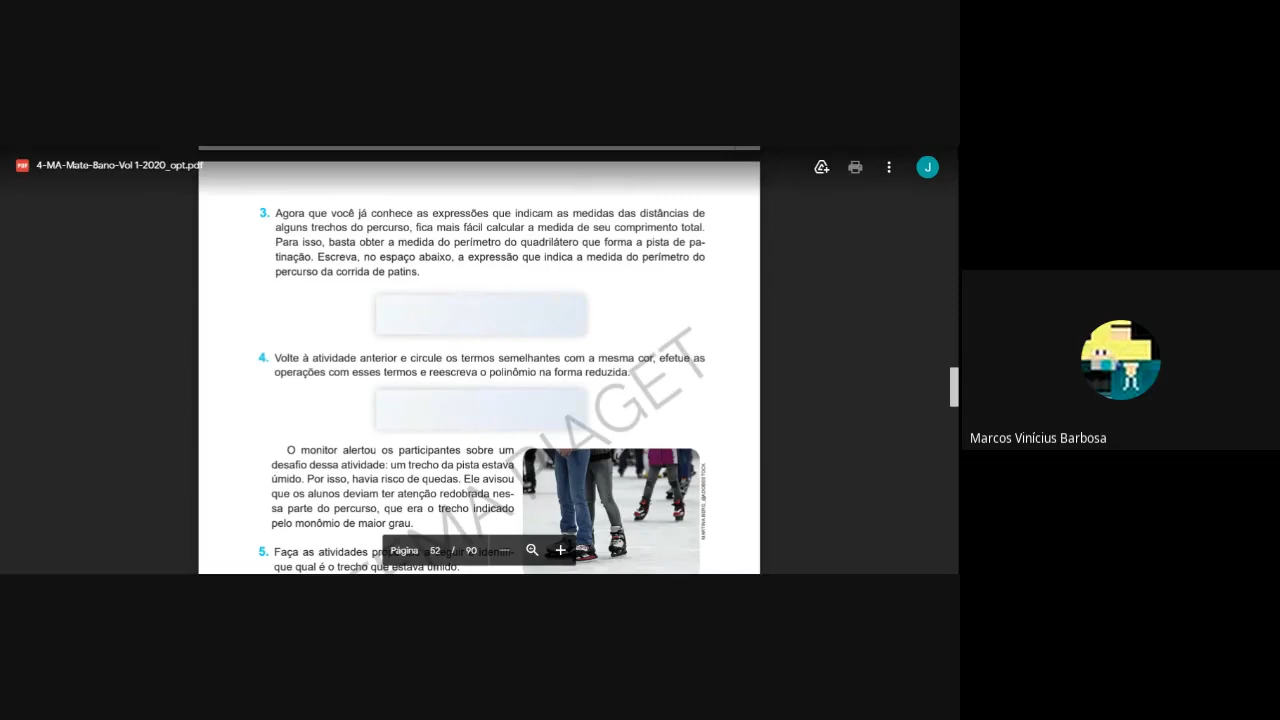 4-MA-Mate-8ano-Vol 1-2020_opt.pdf
J
3. Agora que você já conhece as expressões que indicam as medidas das distâncias de
alguns trechos do percurso, fica mais fácil calcular a medida de seu comprimento total.
Para isso, basta obter a medida do perímetro do quadrilátero que forma a pista de pa-
tinação. Escreva, no espaço abaixo, a expressão que indica a medida do perímetro do
percurso da corrida de patins.
4. Volte à atividade anterior e circule os termos semelhantes com a mesma cor, efetue as
operações com esses termos e reescreva o polinômio na forma reduzida.
O monitor alertou os participantes sobre um
desafio dessa atividade: um trecho da pista estava
úmido. Por isso, havia risco de quedas. Ele avisou
que os alunos deviam ter atenção redobrada nes-
sa parte do percurso, que era o trecho indicado
pelo monômio de maior grau.
5. Faça as atividades
que qual é o trecho que estava úmido.
Página 52 / 90
PIAGET
Marcos Vinícius Barbosa